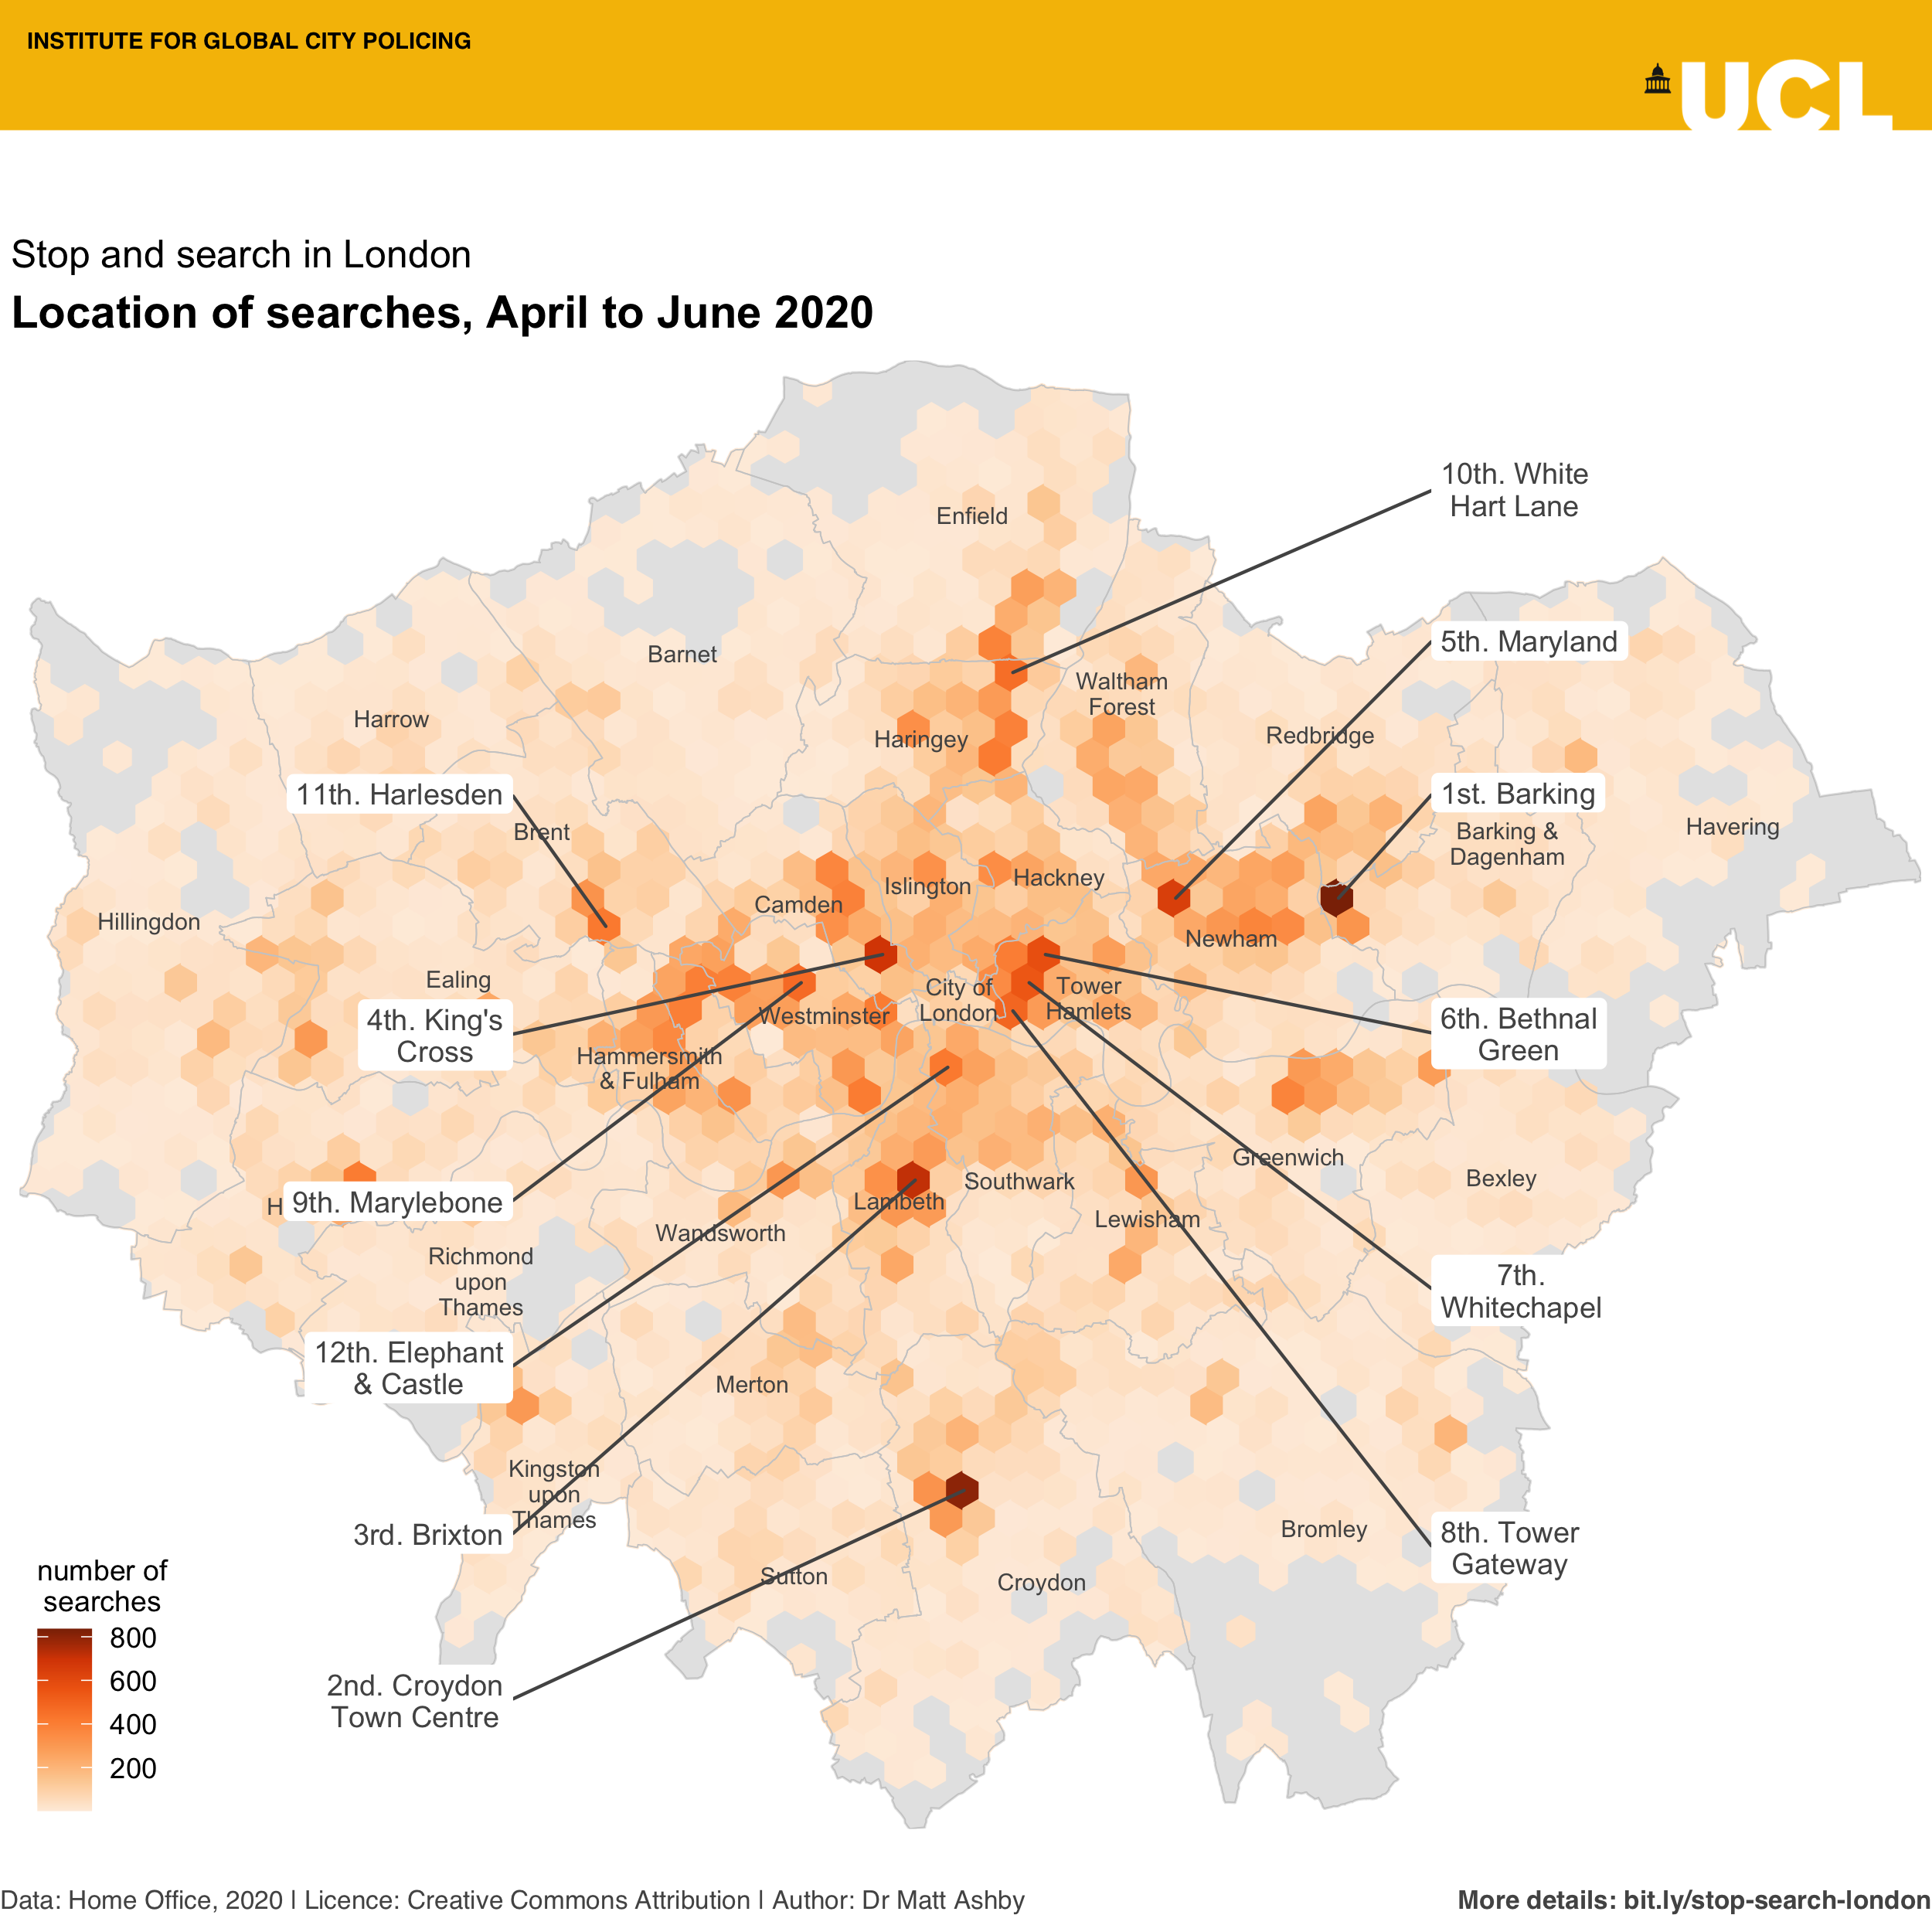 INSTITUTE FOR GLOBAL CITY POLICING
UCL
Stop and search in London
Location of searches, April to June 2020
10th. White
Hart Lane
Enfield
5th. Maryland
Barnet
Waltham
Forest
Harrow
Haringey
Redbridge
11th. Harlesden
1st. Barking
Brent
Barking &
Dagenham
Havering
Islington
Hackney
Camden
Hillingdon
Newham
Ealing
City of
London
Tower
Hamlets
Westminster
4th. King's
Cross
6th. Bethnal
Green
Hammersmith
& Fulham
Greenwich
Bexley
Southwark
Lambeth
H
9th. Marylebone
Lewisham
Wandsworth
Richmond
upon
Thames
7th.
Whitechapel
12th. Elephant
& Castle
Merton
Kingston
upon
Thames
3rd. Brixton
Bromley
8th. Tower
Gateway
Sutton
Croydon
number of
searches
800
600
400
200
2nd. Croydon
Town Centre
Data: Home Office, 2020 | Licence: Creative Commons Attribution | Author: Dr Matt Ashby
More details: bit.ly/stop-search-london